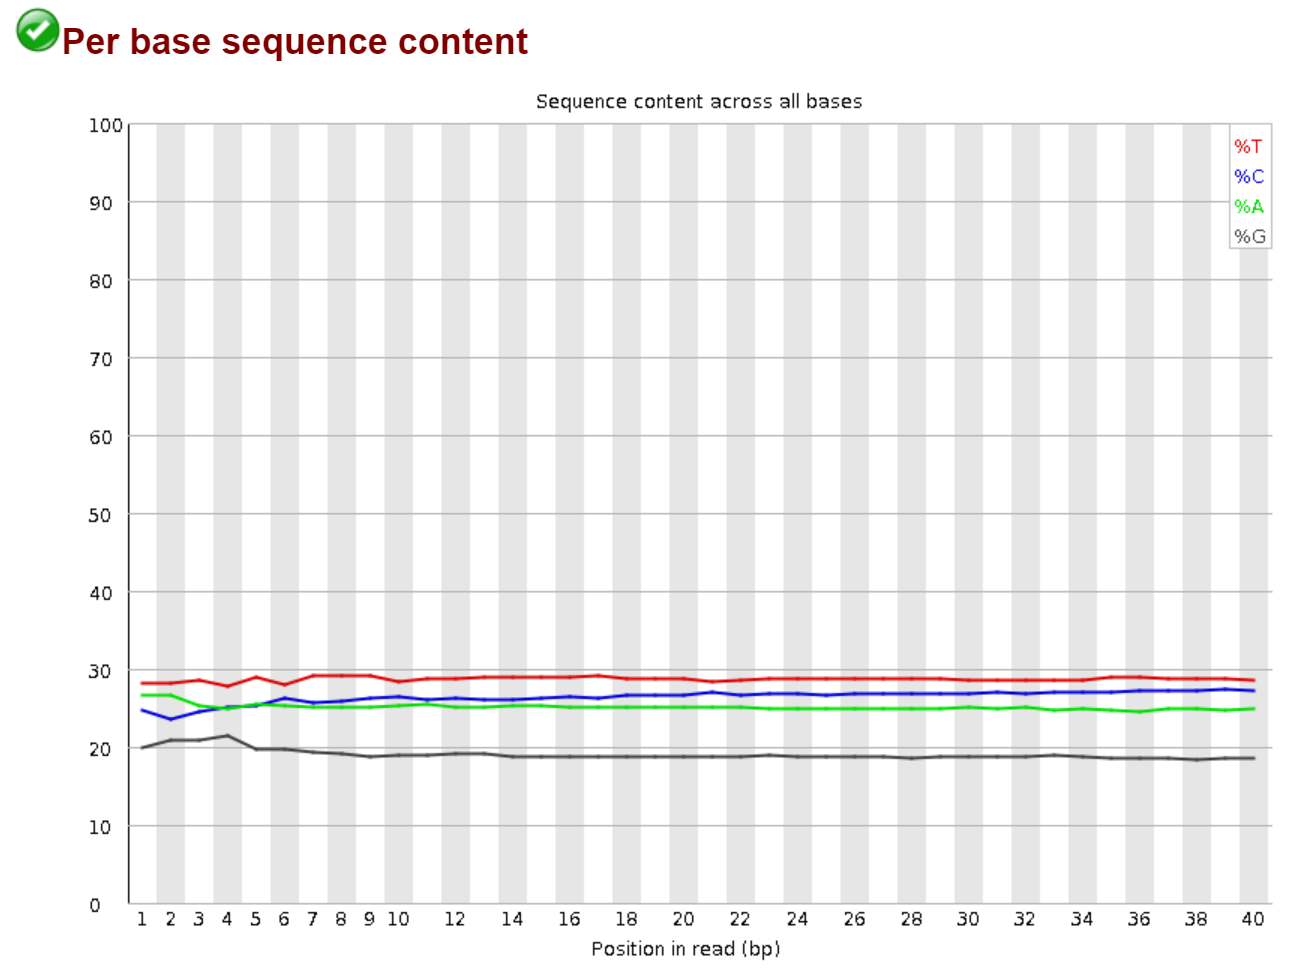 Per base sequence content
Sequence content across all bases
100
90
80
70
60
50
40
30
20
10
0
%T
%C
%A
%G
1 2 3 4 5 6 7 8 9 10 12 14 16 18 20 22 24 26 28 30 32 34 36 38 40
Position in read (bp)